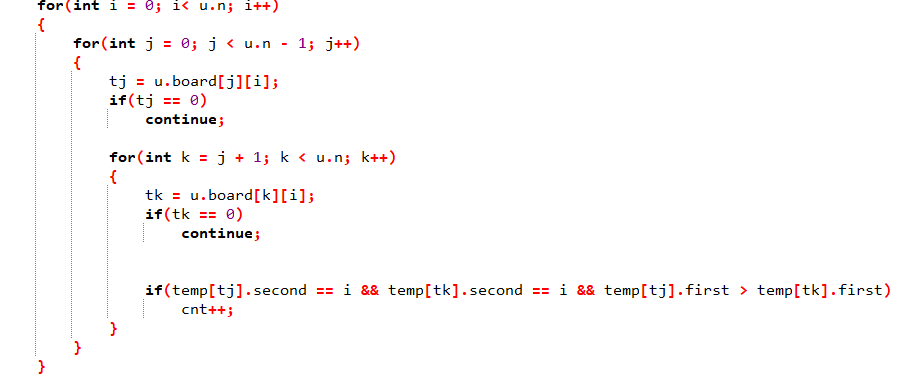 for(int i = 0; i< u.n; i++)
{
for(int j = 0; j < u.n - 1; j++)
{
tj = u.board[j][i];
if(tj == 0)
continue;
for(int k = j + 1; k < u.n; k++)
{
tk = u.board[k][i];
if(tk == 0)
continue;
if(temp[tj].second == i && temp[tk].second == i && temp[tj].first > temp[tk].first)
cnt++;
}
}
}